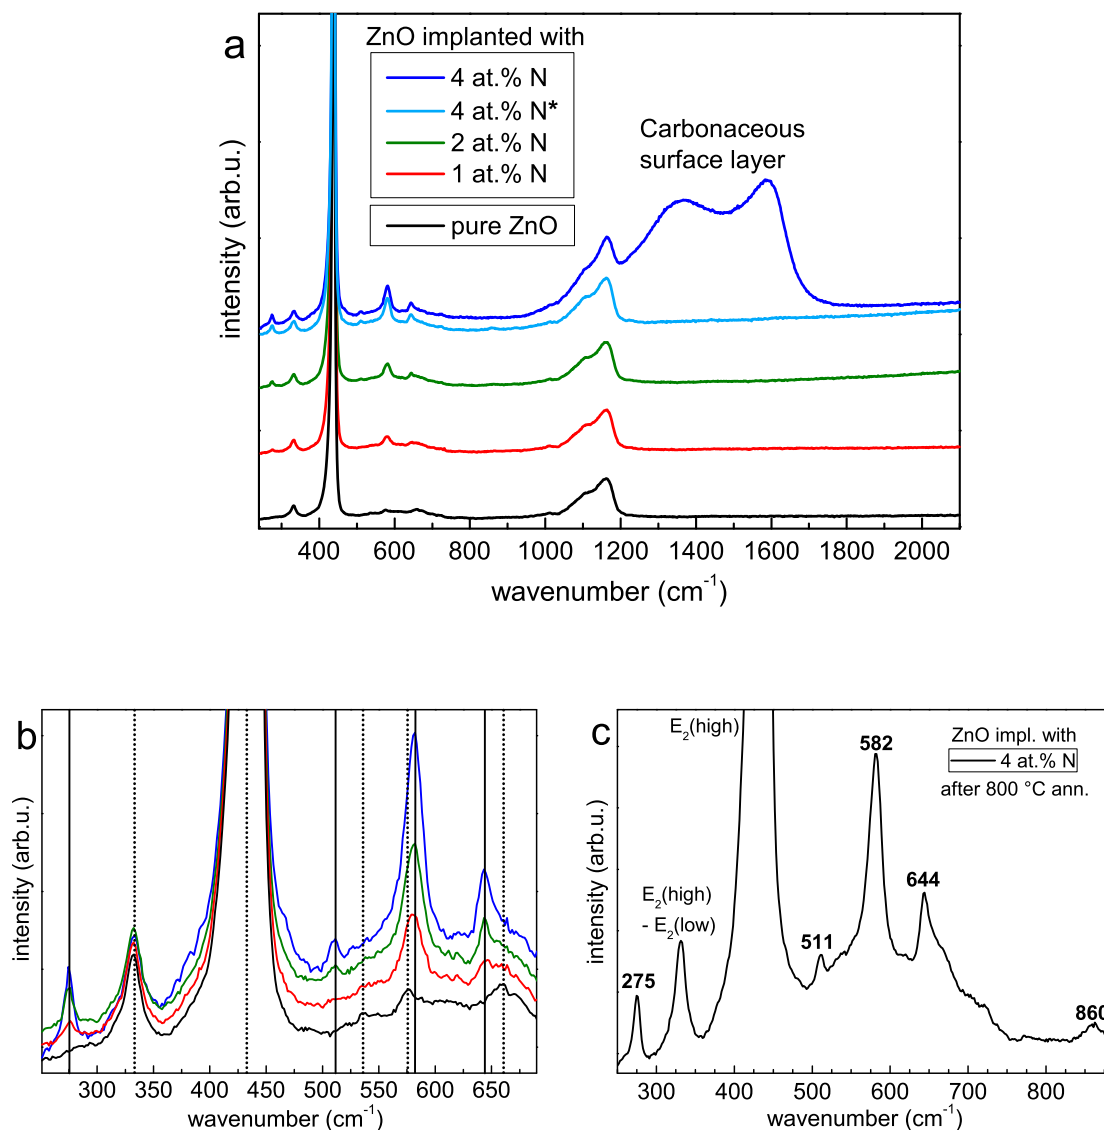 a
ZnO implanted with
4 at.% N
4 at.% N*
2 at.% N
1 at.% N
pure ZnO
Carbonaceous
surface layer
intensity (arb.u.)
400 600 800 1000 1200 1400 1600 1800 2000
wavenumber (cm⁻¹)
b
intensity (arb.u.)
300 350 400 450 500 550 600 650
wavenumber (cm⁻¹)
c
E₂(high)
ZnO impl. with
4 at.% N
after 800 °C ann.
582
E₂(high)
- E₂(low)
644
511
275
860
intensity (arb.u.)
300 400 500 600 700 800
wavenumber (cm⁻¹)